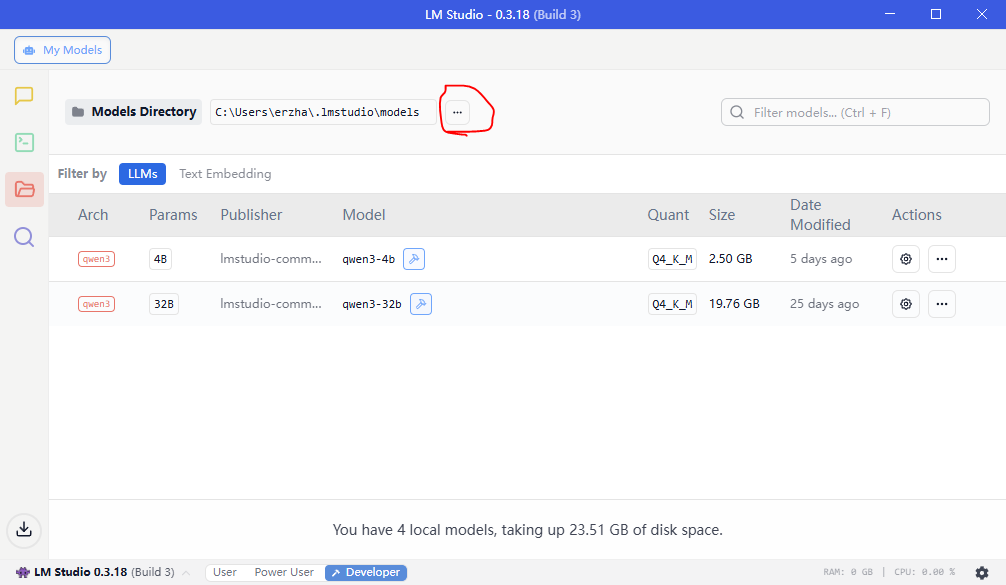 LM Studio - 0.3.18 (Build 3)
My Models
Models Directory C:\Users\erzha\.lmstudio\models ... Filter models... (Ctrl + F)
Filter by LLMs Text Embedding
Arch Params Publisher Model Quant Size Date Modified Actions
qwen3 4B lmstudio-comm... qwen3-4b Q4_K_M 2.50 GB 5 days ago ...
qwen3 32B lmstudio-comm... qwen3-32b Q4_K_M 19.76 GB 25 days ago ...
You have 4 local models, taking up 23.51 GB of disk space.
LM Studio 0.3.18 (Build 3) User Power User Developer RAM: 0 GB | CPU: 0.00 %